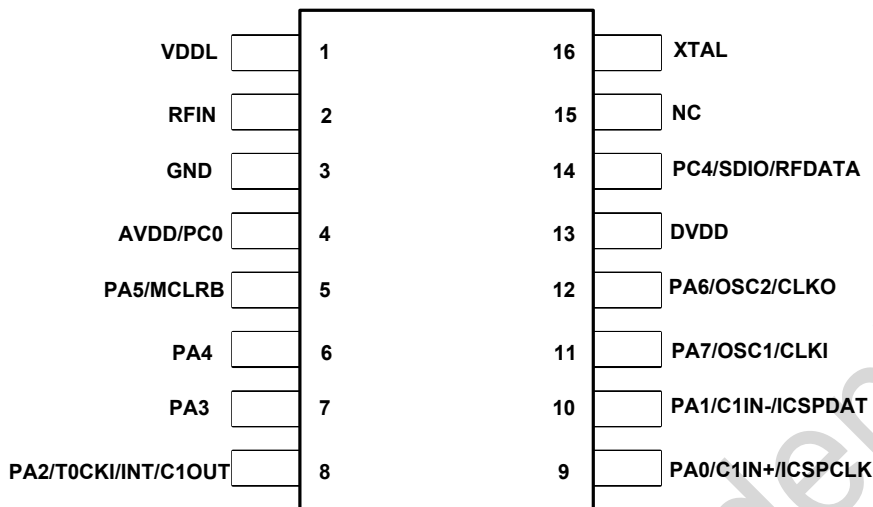 VDDL 1 16 XTAL
RFIN 2 15 NC
GND 3 14 PC4/SDIO/RFDATA
AVDD/PC0 4 13 DVDD
PA5/MCLRB 5 12 PA6/OSC2/CLKO
PA4 6 11 PA7/OSC1/CLKI
PA3 7 10 PA1/C1IN-/ICSPDAT
PA2/T0CKI/INT/C1OUT 8 9 PA0/C1IN+/ICSPCLK